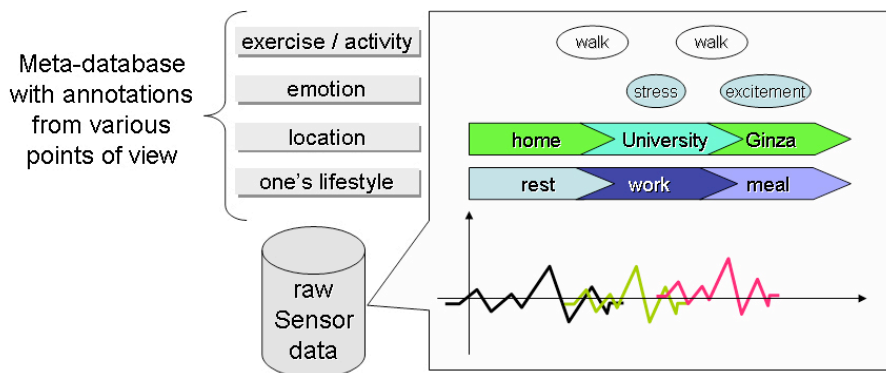 Meta-database
with annotations
from various
points of view
exercise / activity
emotion
location
one's lifestyle
walk walk
stress excitement
home University Ginza
rest work meal
raw
Sensor
data